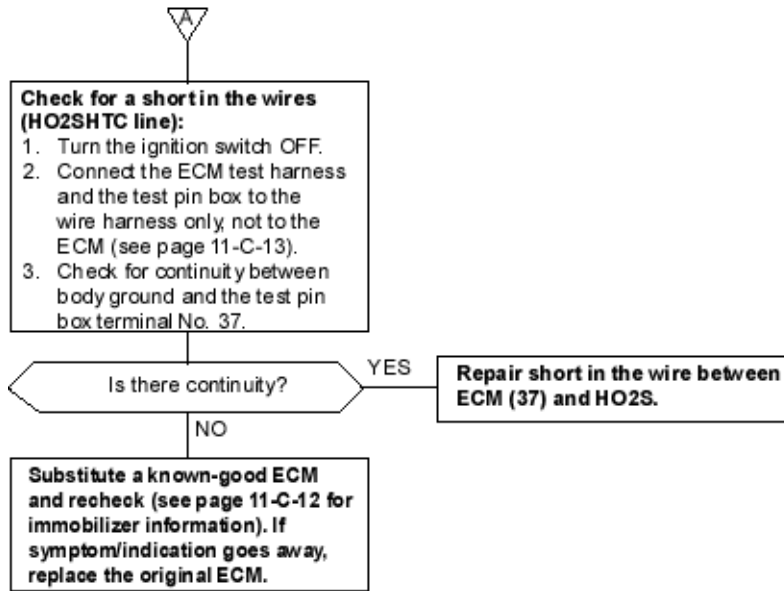 A
Check for a short in the wires
(HO2SHTC line):
1. Turn the ignition switch OFF.
2. Connect the ECM test harness
and the test pin box to the
wire harness only, not to the
ECM (see page 11-C-13).
3. Check for continuity between
body ground and the test pin
box terminal No. 37.
Is there continuity?
YES
Repair short in the wire between
ECM (37) and HO2S.
NO
Substitute a known-good ECM
and recheck (see page 11-C-12 for
immobilizer information). If
symptom/indication goes away,
replace the original ECM.